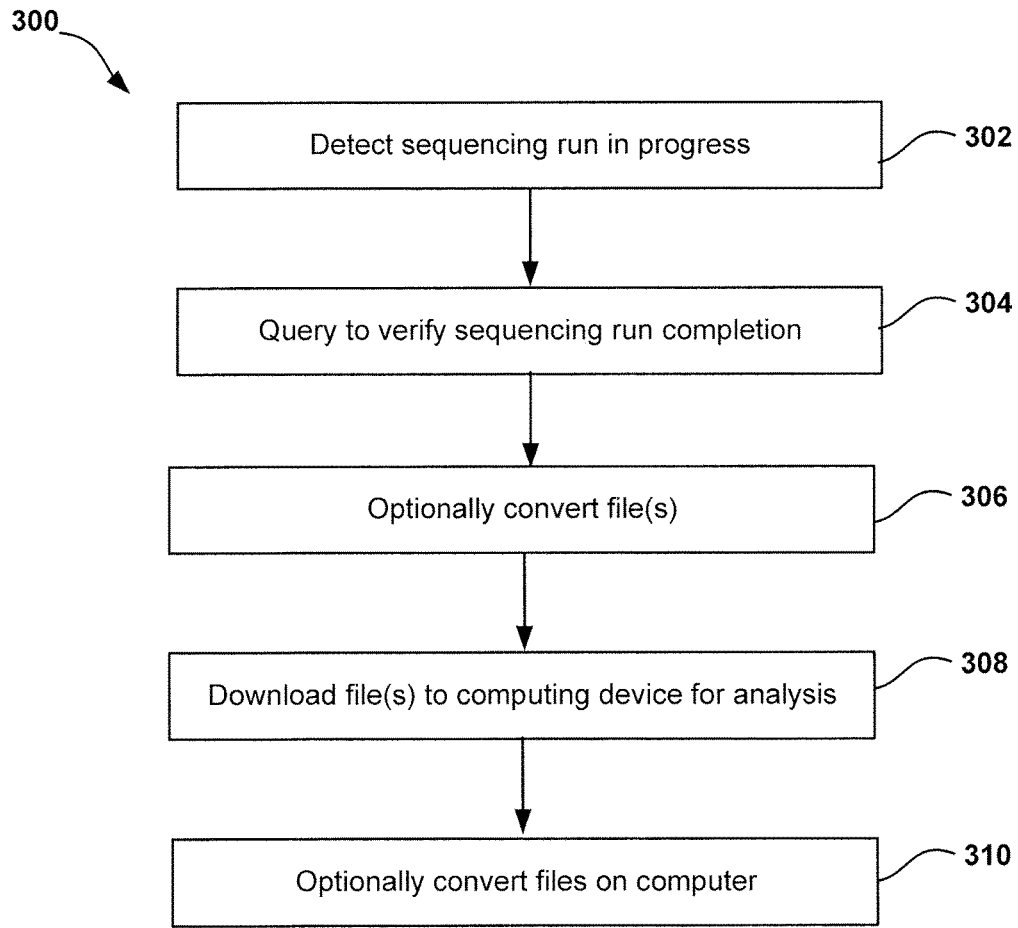 300
Detect sequencing run in progress
302
Query to verify sequencing run completion
304
Optionally convert file(s)
306
Download file(s) to computing device for analysis
308
Optionally convert files on computer
310